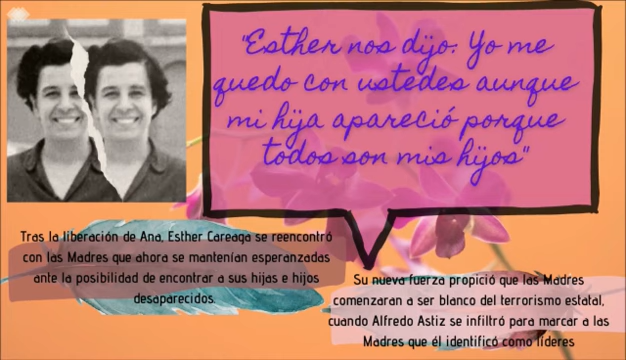 "Esther nos dijo: Yo me
quedo con ustedes aunque
mi hija apareció porque
todos son mis hijos"
Tras la liberación de Ana, Esther Careaga se reencontró
con las Madres que ahora se mantenían esperanzadas
ante la posibilidad de encontrar a sus hijas e hijos
desaparecidos.
Su nueva fuerza propició que las Madres
comenzaran a ser blanco del terrorismo estatal,
cuando Alfredo Astiz se infiltró para marcar a las
Madres que él identificó como líderes